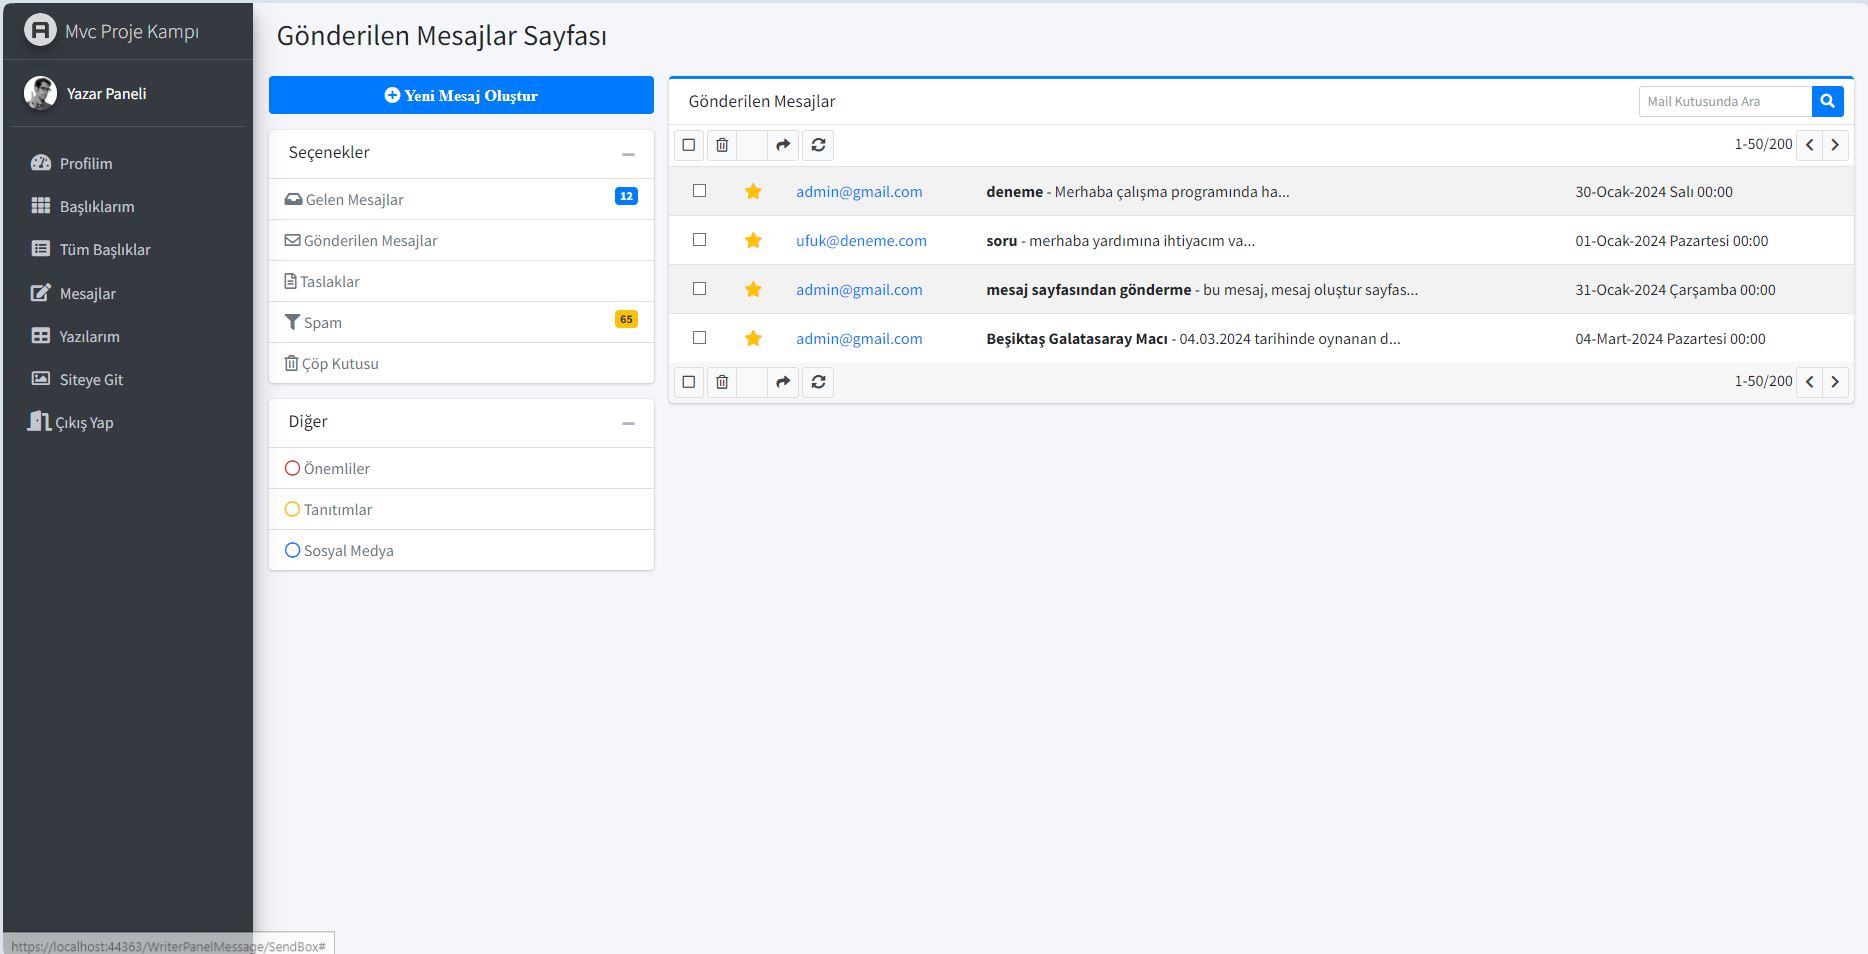 Mvc Proje Kampı
Yazar Paneli
Profilim
Başlıklarım
Tüm Başlıklar
Mesajlar
Yazılarım
Siteye Git
Çıkış Yap
Gönderilen Mesajlar Sayfası
Yeni Mesaj Oluştur
Seçenekler
Gelen Mesajlar 12
Gönderilen Mesajlar
Taslaklar
Spam 65
Çöp Kutusu
Diğer
Önemliler
Tanıtımlar
Sosyal Medya
Gönderilen Mesajlar
Mail Kutusunda Ara
1-50/200
admin@gmail.com deneme - Merhaba çalışma programında ha... 30-Ocak-2024 Salı 00:00
ufuk@deneme.com soru - merhaba yardımına ihtiyacım va... 01-Ocak-2024 Pazartesi 00:00
admin@gmail.com mesaj sayfasından gönderme - bu mesaj, mesaj oluştur sayfas... 31-Ocak-2024 Çarşamba 00:00
admin@gmail.com Beşiktaş Galatasaray Macı - 04.03.2024 tarihinde oynanan d... 04-Mart-2024 Pazartesi 00:00
1-50/200
https://localhost:44363/WriterPanelMessage/SendBox#